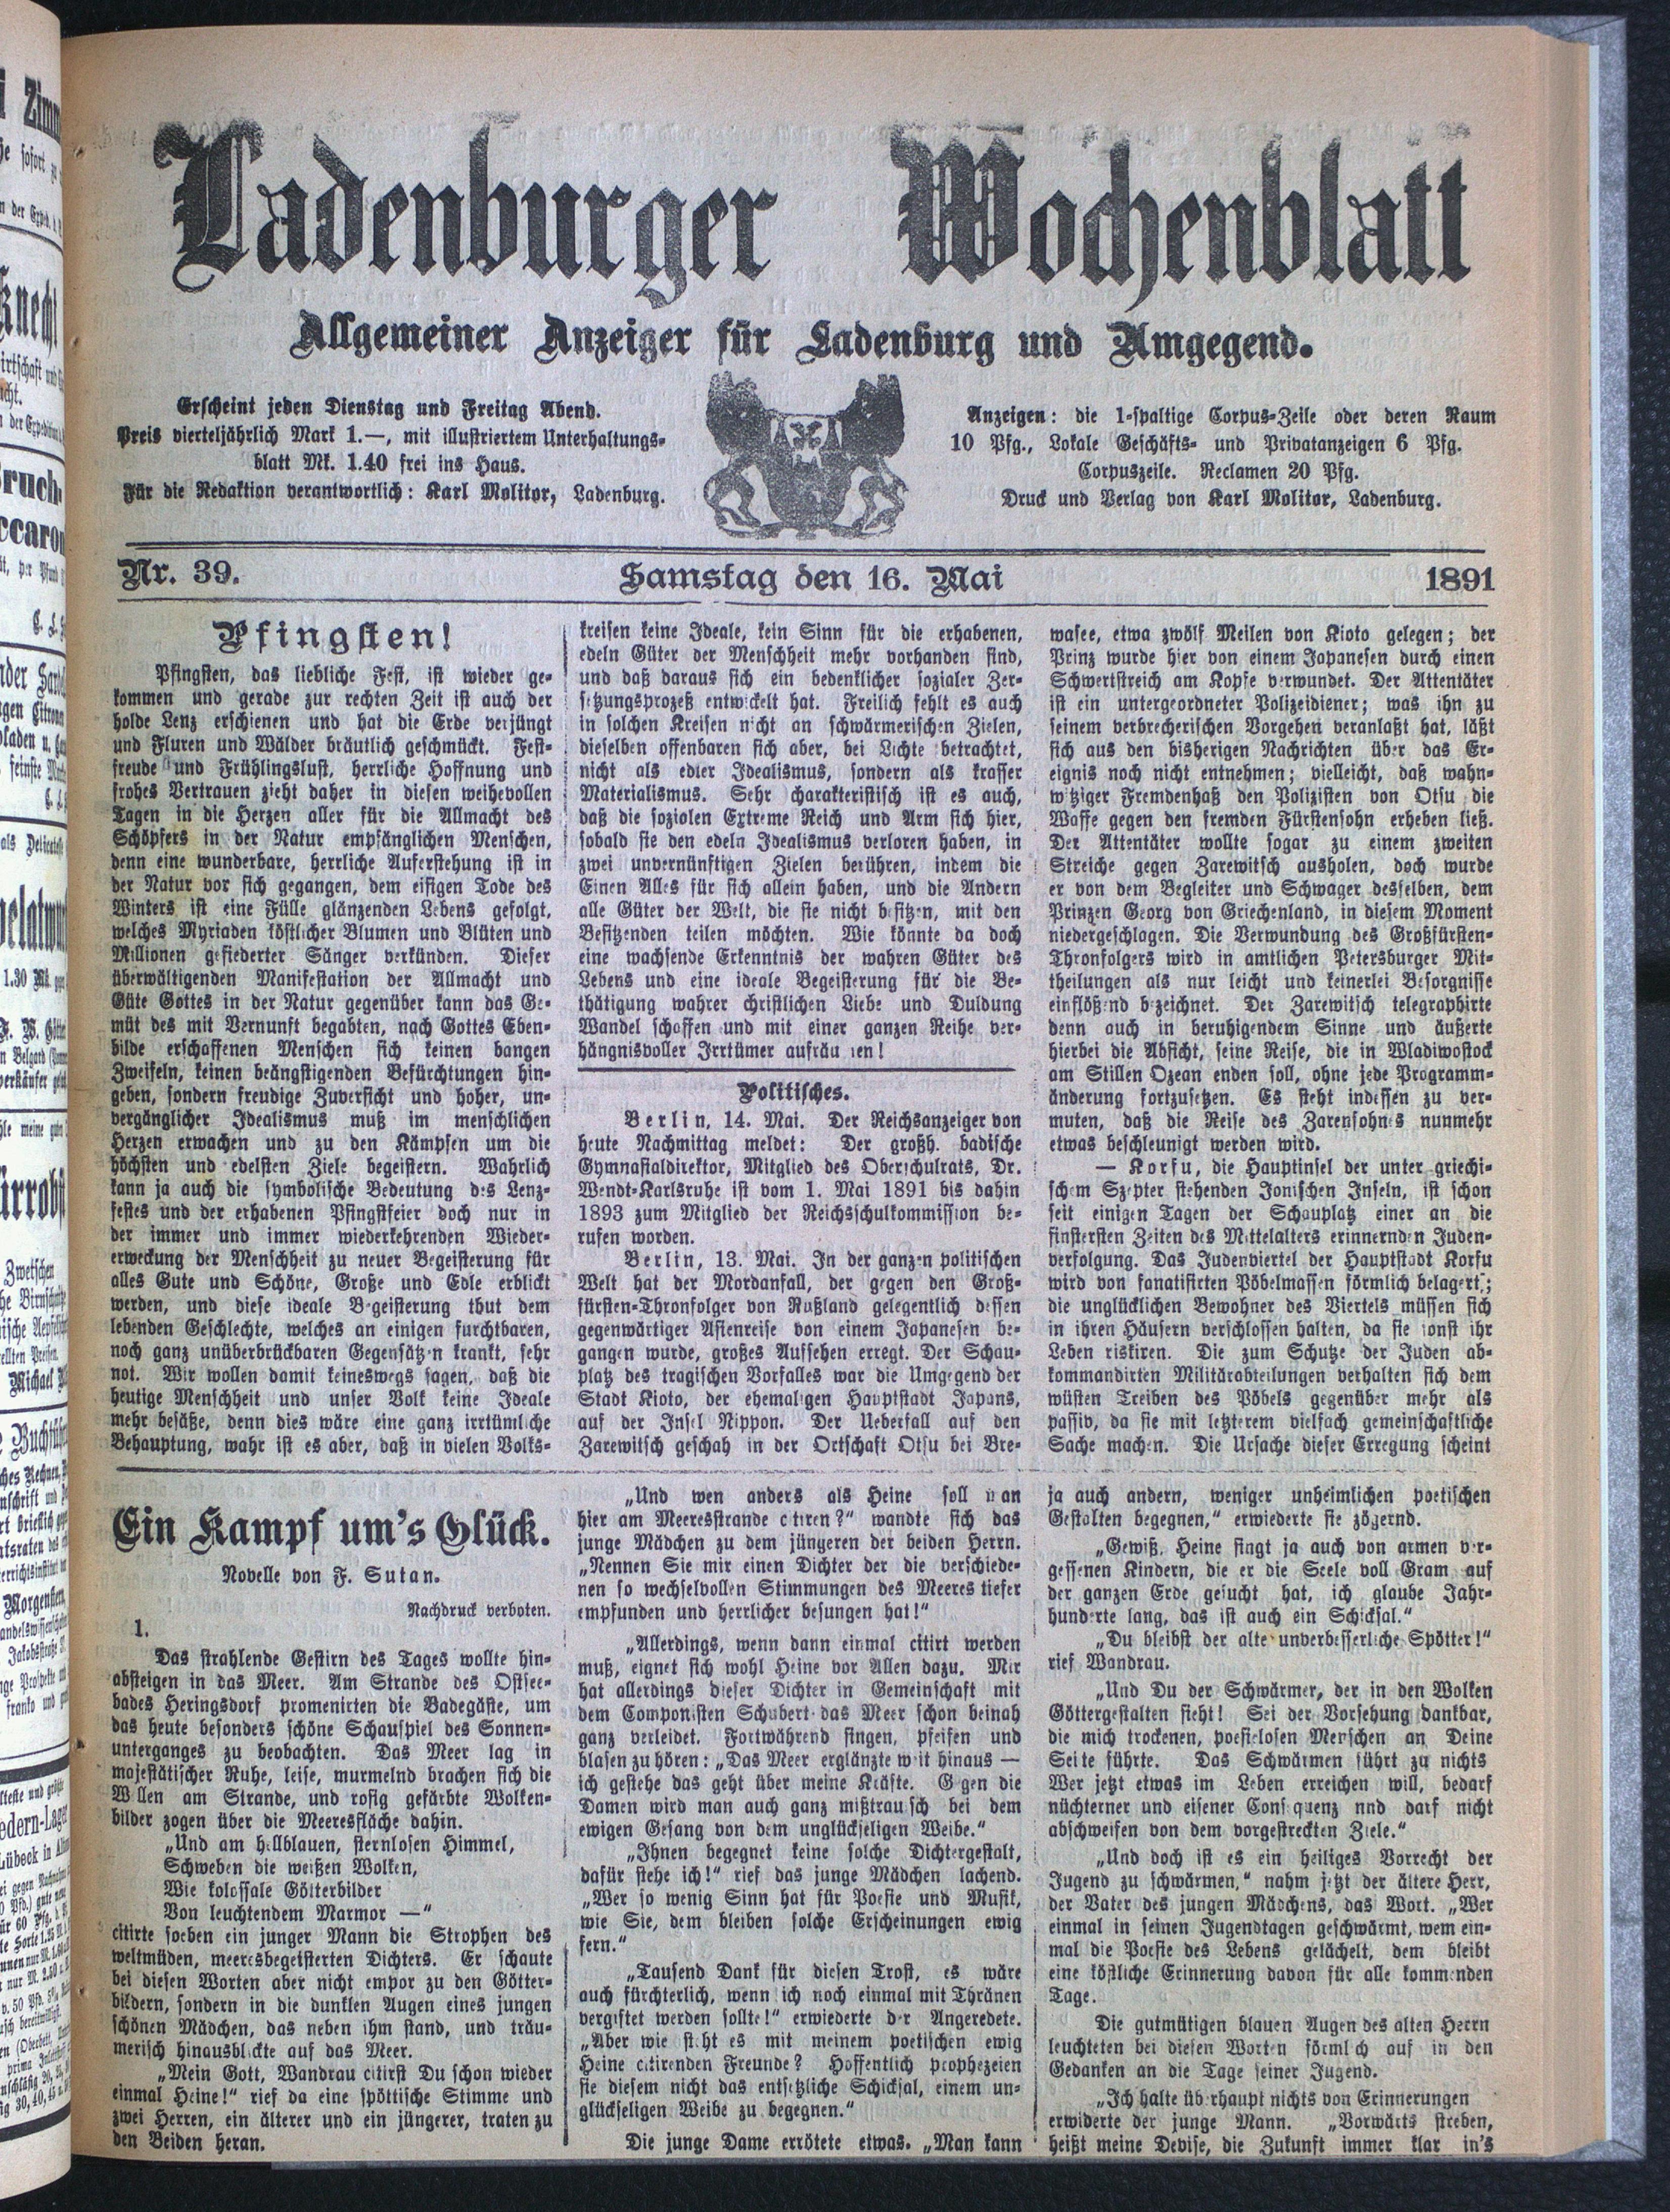 Ladenburger Wochenblatt
Allgemeiner Anzeiger für Ladenburg und Umgegend.
Erscheint jeden Dienstag und Freitag Abend.
Preis vierteljährlich Mark 1.—, mit illustriertem Unterhaltungs-
blatt Mk. 1.40 frei ins Haus.
Für die Redaktion verantwortlich: Karl Molitor, Ladenburg.
Anzeigen: die 1-spaltige Corpus-Zeile oder deren Raum
10 Pfg., Lokale Geschäfts- und Privatanzeigen 6 Pfg.
Corpuszeile. Reclamen 20 Pfg.
Druck und Verlag von Karl Molitor, Ladenburg.
Nr. 39.
Samstag den 16. Mai
1891
Pfingsten!
Pfingsten, das liebliche Fest, ist wieder ge-
kommen und gerade zur rechten Zeit ist auch der
holde Lenz erschienen und hat die Erde verjüngt
und Fluren und Wälder bräutlich geschmückt. Fest-
freude und Frühlingslust, herrliche Hoffnung und
frohes Vertrauen zieht daher in diesen weihevollen
Tagen in die Herzen aller für die Allmacht des
Schöpfers in der Natur empfänglichen Menschen,
denn eine wunderbare, herrliche Auferstehung ist in
der Natur vor sich gegangen, dem eisigen Tode des
Winters ist eine Fülle glänzenden Lebens gefolgt,
welches Myriaden köstlicher Blumen und Blüten und
Millionen gefiederter Sänger verkünden. Dieser
überwältigenden Manifestation der Allmacht und
Güte Gottes in der Natur gegenüber kann das Ge-
müt des mit Vernunft begabten, nach Gottes Eben-
bilde erschaffenen Menschen sich keinen bangen
Zweifeln, keinen beängstigenden Befürchtungen hin-
geben, sondern freudige Zuversicht und hoher, un-
vergänglicher Idealismus muß im menschlichen
Herzen erwachen und zu den Kämpfen um die
höchsten und edelsten Ziele begeistern. Wahrlich
kann ja auch die symbolische Bedeutung des Lenz-
festes und der erhabenen Pfingstfeier doch nur in
der immer und immer wiederkehrenden Wieder-
erweckung der Menschheit zu neuer Begeisterung für
alles Gute und Schöne, Große und Edle erblickt
werden, und diese ideale Begeisterung thut dem
lebenden Geschlechte, welches an einigen furchtbaren,
noch ganz unüberbrückbaren Gegensätzen krankt, sehr
not. Wir wollen damit keineswegs sagen, daß die
heutige Menschheit und unser Volk keine Ideale
mehr besäße, denn dies wäre eine ganz irrtümliche
Behauptung, wahr ist es aber, daß in vielen Volks-
kreisen keine Ideale, kein Sinn für die erhabenen,
edeln Güter der Menschheit mehr vorhanden sind,
und daß daraus sich ein bedenklicher sozialer Zer-
setzungsprozeß entwickelt hat. Freilich fehlt es auch
in solchen Kreisen nicht an schwärmerischen Zielen,
dieselben offenbaren sich aber, bei Lichte betrachtet,
nicht als edler Idealismus, sondern als krasser
Materialismus. Sehr charakteristisch ist es auch,
daß die sozialen Extreme Reich und Arm sich hier,
sobald sie den edeln Idealismus verloren haben, in
zwei unvernünftigen Zielen berühren, indem die
Einen Alles für sich allein haben, und die Andern
alle Güter der Welt, die sie nicht besitzen, mit den
Besitzenden teilen möchten. Wie könnte da doch
eine wachsende Erkenntnis der wahren Güter des
Lebens und eine ideale Begeisterung für die Be-
thätigung wahrer christlichen Liebe und Duldung
Wandel schaffen und mit einer ganzen Reihe ver-
hängnisvoller Irrtümer aufräumen!
Politisches.
Berlin, 14. Mai. Der Reichsanzeiger von
heute Nachmittag meldet: Der großh. badische
Gymnasialdirektor, Mitglied des Oberschulrats, Dr.
Wendt-Karlsruhe ist vom 1. Mai 1891 bis dahin
1893 zum Mitglied der Reichsschulkommission be-
rufen worden.
Berlin, 13. Mai. In der ganzen politischen
Welt hat der Mordanfall, der gegen den Groß-
fürsten-Thronfolger von Rußland gelegentlich dessen
gegenwärtiger Asienreise von einem Japanesen be-
gangen wurde, großes Aufsehen erregt. Der Schau-
platz des tragischen Vorfalles war die Umgegend der
Stadt Kioto, der ehemaligen Hauptstadt Japans,
auf der Insel Nippon. Der Ueberfall auf den
Zarewitsch geschah in der Ortschaft Otsu bei Bre-
wasee, etwa zwölf Meilen von Kioto gelegen; der
Prinz wurde hier von einem Japanesen durch einen
Schwertstreich am Kopfe verwundet. Der Attentäter
ist ein untergeordneter Polizeidiener; was ihn zu
seinem verbrecherischen Vorgehen veranlaßt hat, läßt
sich aus den bisherigen Nachrichten über das Er-
eignis noch nicht entnehmen; vielleicht, daß wahn-
witziger Fremdenhaß den Polizisten von Otsu die
Waffe gegen den fremden Fürstensohn erheben ließ.
Der Attentäter wollte sogar zu einem zweiten
Streiche gegen Zarewitsch ausholen, doch wurde
er von dem Begleiter und Schwager desselben, dem
Prinzen Georg von Griechenland, in diesem Moment
niedergeschlagen. Die Verwundung des Großfürsten-
Thronfolgers wird in amtlichen Petersburger Mit-
theilungen als nur leicht und keinerlei Besorgnisse
einflößend bezeichnet. Der Zarewitsch telegraphirte
denn auch in beruhigendem Sinne und äußerte
hierbei die Absicht, seine Reise, die in Wladiwostock
am Stillen Ozean enden soll, ohne jede Programm-
änderung fortzusetzen. Es steht indessen zu ver-
muten, daß die Reise des Zarensohnes nunmehr
etwas beschleunigt werden wird.
— Korfu, die Hauptinsel der unter griechi-
schem Szepter stehenden Jonischen Inseln, ist schon
seit einigen Tagen der Schauplatz einer an die
finstersten Zeiten des Mittelalters erinnernden Juden-
verfolgung. Das Judenviertel der Hauptstadt Korfu
wird von fanatisirten Pöbelmassen förmlich belagert;
die unglücklichen Bewohner des Viertels müssen sich
in ihren Häusern verschlossen halten, da sie sonst ihr
Leben riskiren. Die zum Schutze der Juden ab-
kommandirten Militärabteilungen verhalten sich dem
wüsten Treiben des Pöbels gegenüber mehr als
passiv, da sie mit letzterem vielfach gemeinschaftliche
Sache machen. Die Ursache dieser Erregung scheint
Ein Kampf um's Glück.
Novelle von F. Sutan.
Nachdruck verboten.
1.
Das strahlende Gestirn des Tages wollte hin-
absteigen in das Meer. Am Strande des Ostsee-
bades Heringsdorf promenirten die Badegäste, um
das heute besonders schöne Schauspiel des Sonnen-
unterganges zu beobachten. Das Meer lag in
majestätischer Ruhe, leise, murmelnd brachen sich die
Wellen am Strande, und rosig gefärbte Wolken-
bilder zogen über die Meeresfläche dahin.
„Und am hellblauen, sternlosen Himmel,
Schweben die weißen Wolken,
Wie kolossale Götterbilder
Von leuchtendem Marmor —“
citirte soeben ein junger Mann die Strophen des
weltmüden, meeresbegeisterten Dichters. Er schaute
bei diesen Worten aber nicht empor zu den Götter-
bildern, sondern in die dunklen Augen eines jungen
schönen Mädchen, das neben ihm stand, und träu-
merisch hinausblickte auf das Meer.
„Mein Gott, Wandrau citirst Du schon wieder
einmal Heine!“ rief da eine spöttische Stimme und
zwei Herren, ein älterer und ein jüngerer, traten zu
den Beiden heran.
„Und wen anders als Heine soll man
hier am Meeresstrande citiren?“ wandte sich das
junge Mädchen zu dem jüngeren der beiden Herrn.
„Nennen Sie mir einen Dichter der die verschiede-
nen so wechselvollen Stimmungen des Meeres tiefer
empfunden und herrlicher besungen hat!“
„Allerdings, wenn dann einmal citirt werden
muß, eignet sich wohl Heine vor Allen dazu. Mir
hat allerdings dieser Dichter in Gemeinschaft mit
dem Componisten Schubert das Meer schon beinah
ganz verleidet. Fortwährend singen, pfeifen und
blasen zu hören: „Das Meer erglänzte weit hinaus —
ich gestehe das geht über meine Kräfte. Gegen die
Damen wird man auch ganz mißtrauisch bei dem
ewigen Gesang von dem unglückseligen Weibe.“
„Ihnen begegnet keine solche Dichtergestalt,
dafür stehe ich!“ rief das junge Mädchen lachend.
„Wer so wenig Sinn hat für Poesie und Musik,
wie Sie, dem bleiben solche Erscheinungen ewig
fern.“
„Tausend Dank für diesen Trost, es wäre
auch fürchterlich, wenn ich noch einmal mit Thränen
vergiftet werden sollte!“ erwiederte der Angeredete.
„Aber wie steht es mit meinem poetischen ewig
Heine citirenden Freunde? Hoffentlich prophezeien
sie diesem nicht das entsetzliche Schicksal, einem un-
glückseligen Weibe zu begegnen.“
Die junge Dame errötete etwas. „Man kann
ja auch andern, weniger unheimlichen poetischen
Gestalten begegnen,“ erwiederte sie zögernd.
„Gewiß, Heine singt ja auch von armen ver-
gessenen Kindern, die er die Seele voll Gram auf
der ganzen Erde gesucht hat, ich glaube Jahr-
hunderte lang, das ist auch ein Schicksal.“
„Du bleibst der alte unverbesserliche Spötter!“
rief Wandrau.
„Und Du der Schwärmer, der in den Wolken
Göttergestalten sieht! Sei der Vorsehung dankbar,
die mich trockenen, poesielosen Menschen an Deine
Seite führte. Das Schwärmen führt zu nichts
Wer jetzt etwas im Leben erreichen will, bedarf
nüchterner und eisener Consequenz nnd darf nicht
abschweifen von dem vorgestreckten Ziele.“
„Und doch ist es ein heiliges Vorrecht der
Jugend zu schwärmen,“ nahm jetzt der ältere Herr,
der Vater des jungen Mädchens, das Wort. „Wer
einmal in seinen Jugendtagen geschwärmt, wem ein-
mal die Poesie des Lebens gelächelt, dem bleibt
eine köstliche Erinnerung davon für alle kommenden
Tage.
Die gutmütigen blauen Augen des alten Herrn
leuchteten bei diesen Worten förmlich auf in den
Gedanken an die Tage seiner Jugend.
„Ich halte überhaupt nichts von Erinnerungen
erwiderte der junge Mann. „Vorwärts streben,
heißt meine Devise, die Zukunft immer klar in's